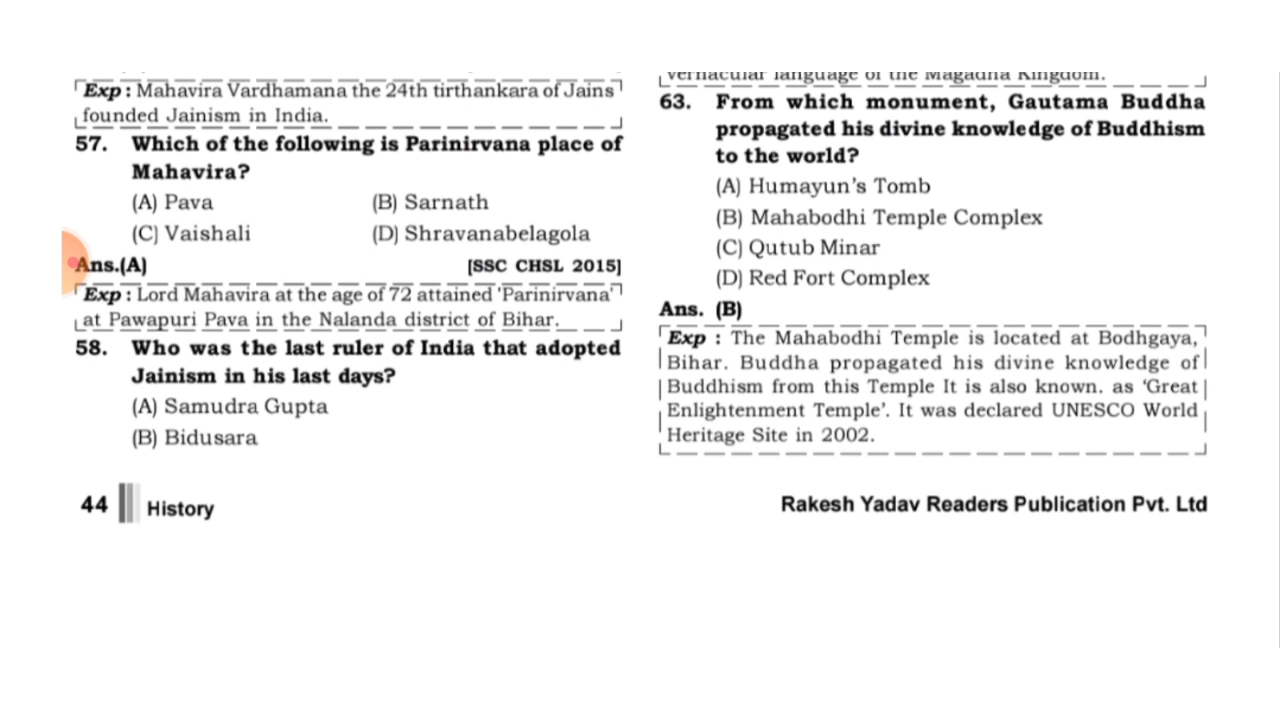 Exp : Mahavira Vardhamana the 24th tirthankara of Jains
founded Jainism in India.
57. Which of the following is Parinirvana place of
Mahavira?
(A) Pava (B) Sarnath
(C) Vaishali (D) Shravanabelagola
Ans.(A) [SSC CHSL 2015]
Exp : Lord Mahavira at the age of 72 attained 'Parinirvana'
at Pawapuri Pava in the Nalanda district of Bihar.
58. Who was the last ruler of India that adopted
Jainism in his last days?
(A) Samudra Gupta
(B) Bidusara
vernacular language of the Magadha Kingdom.
63. From which monument, Gautama Buddha
propagated his divine knowledge of Buddhism
to the world?
(A) Humayun's Tomb
(B) Mahabodhi Temple Complex
(C) Qutub Minar
(D) Red Fort Complex
Ans. (B)
Exp : The Mahabodhi Temple is located at Bodhgaya,
Bihar. Buddha propagated his divine knowledge of
Buddhism from this Temple It is also known. as ‘Great
Enlightenment Temple’. It was declared UNESCO World
Heritage Site in 2002.
44 History
Rakesh Yadav Readers Publication Pvt. Ltd